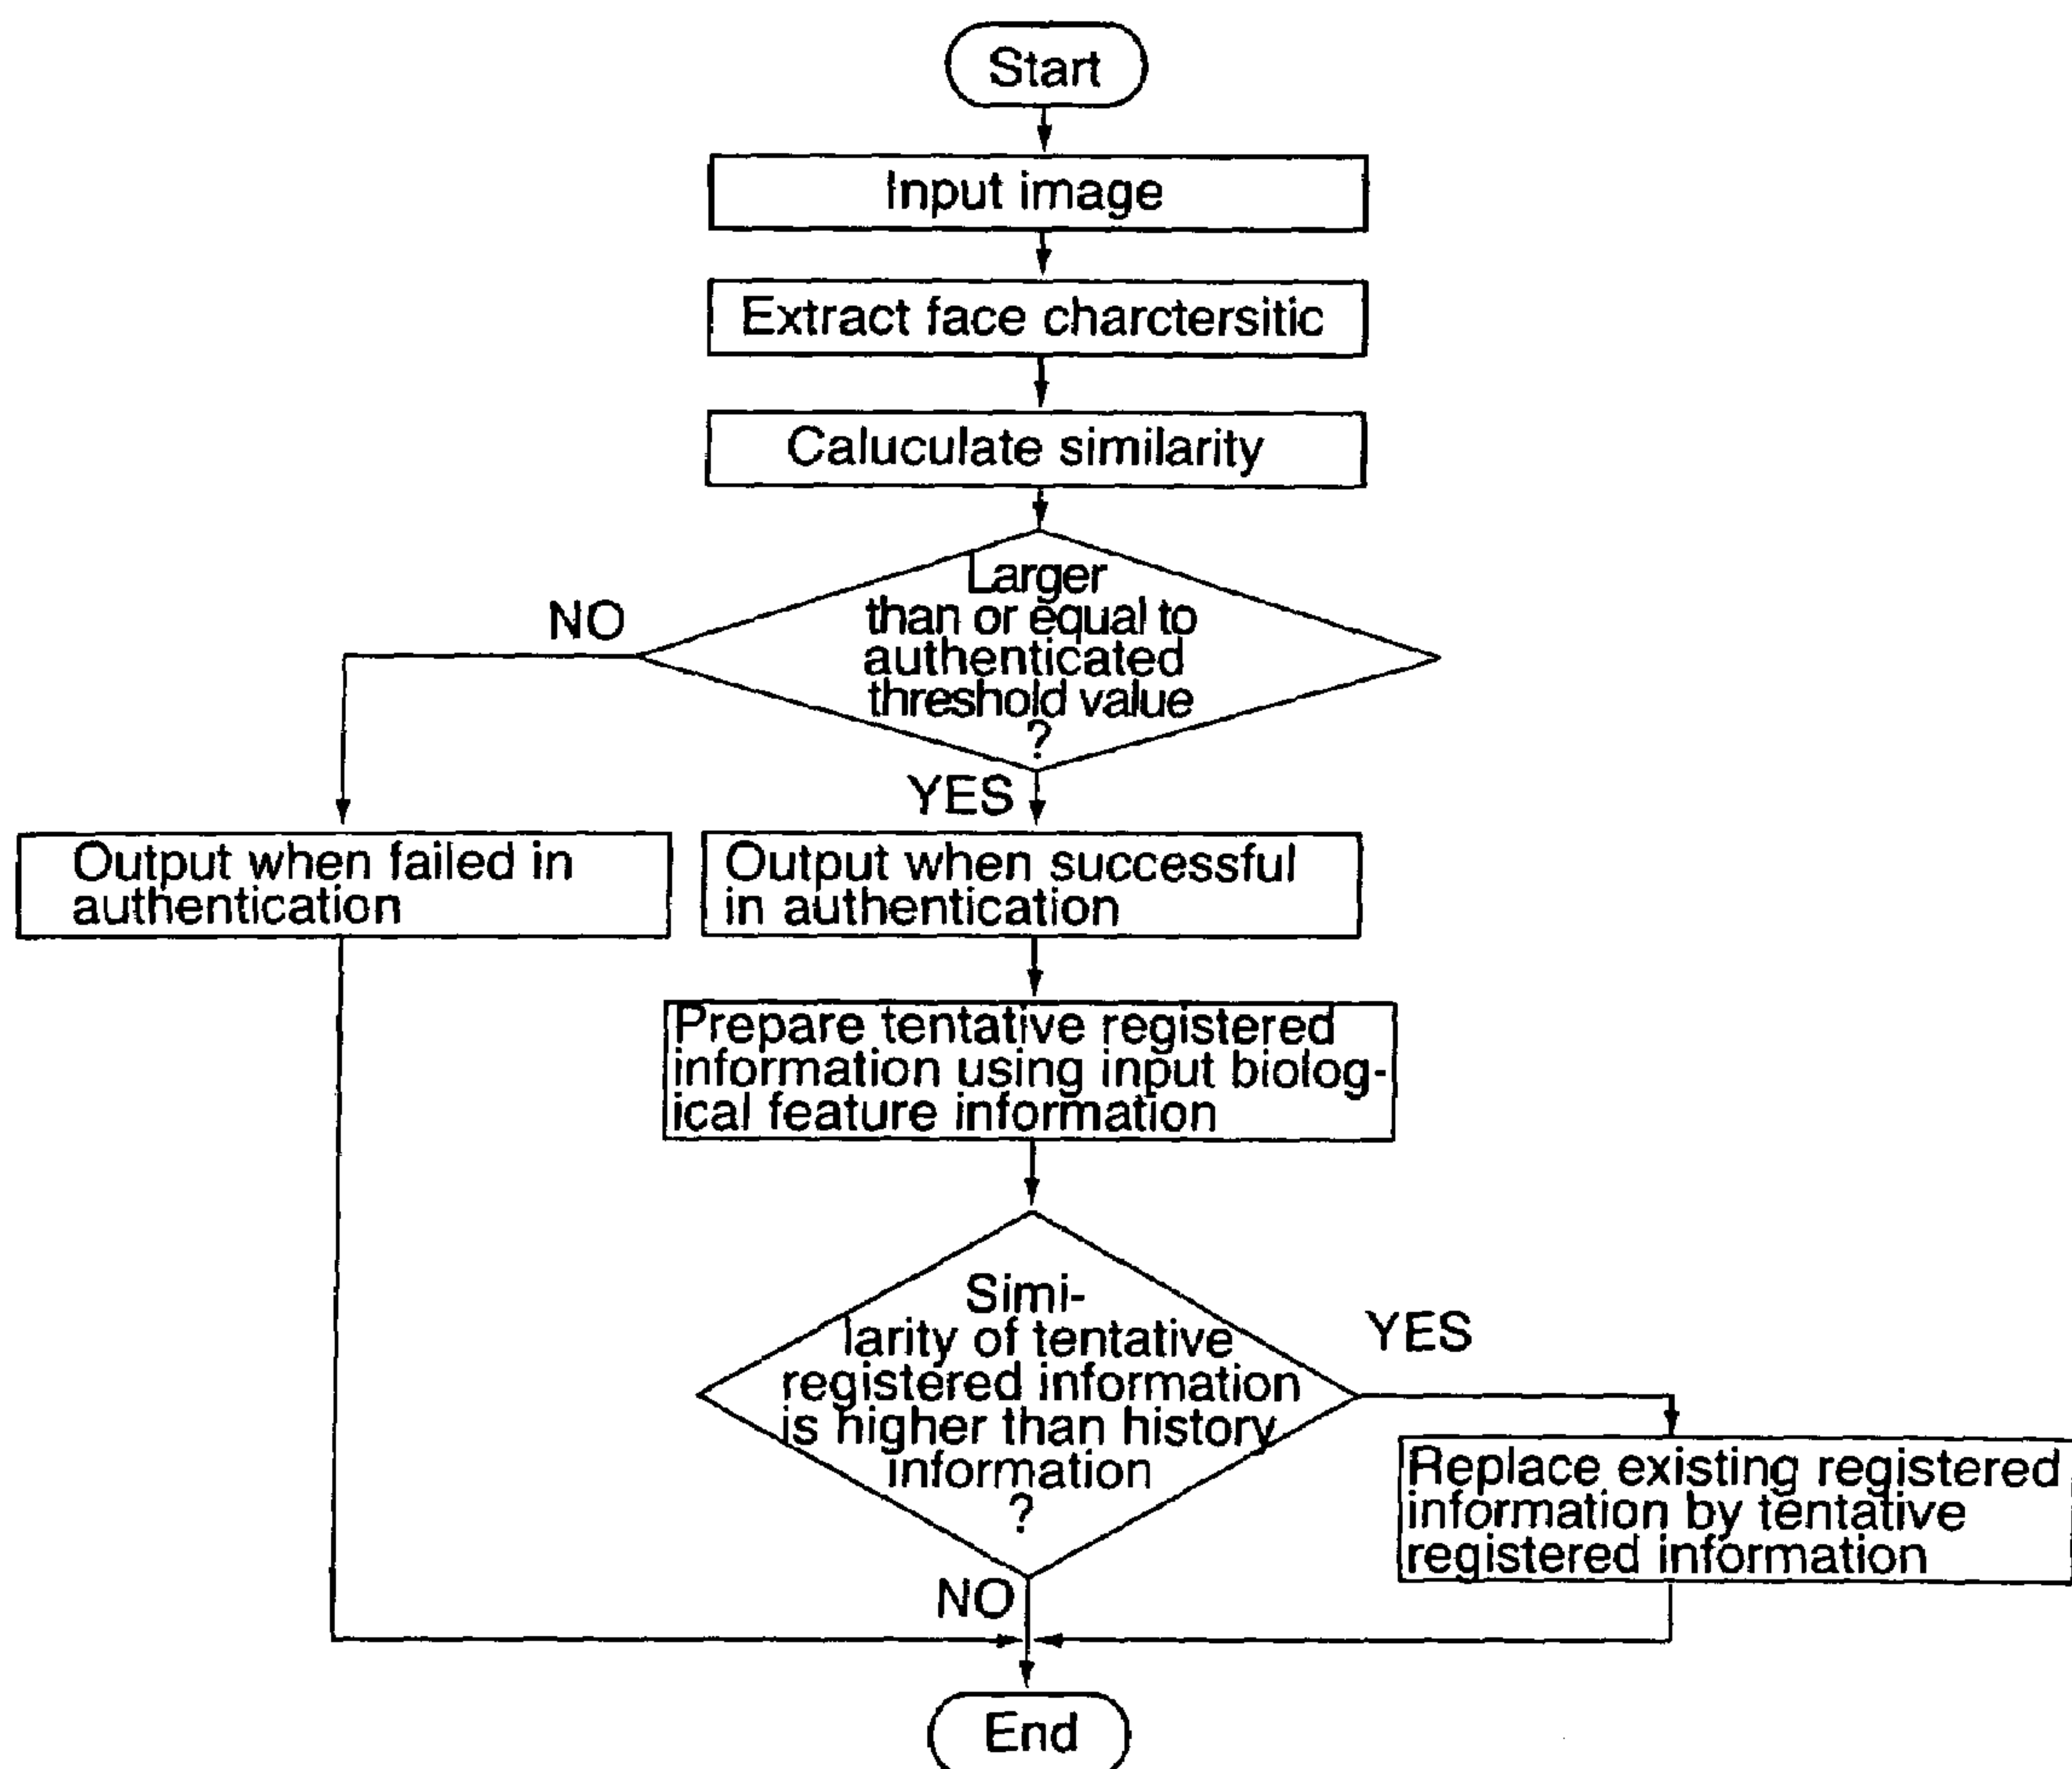 Start
Input image
Extract face charctersitic
Caluculate similarity
Larger
than or equal to
authenticated
threshold value
?
NO
YES
Output when failed in
authentication
Output when successful
in authentication
Prepare tentative registered
information using input biolog-
ical feature information
Simi-
larity of tentative
registered information
is higher than history
information
?
YES
Replace existing registered
information by tentative
registered information
NO
End